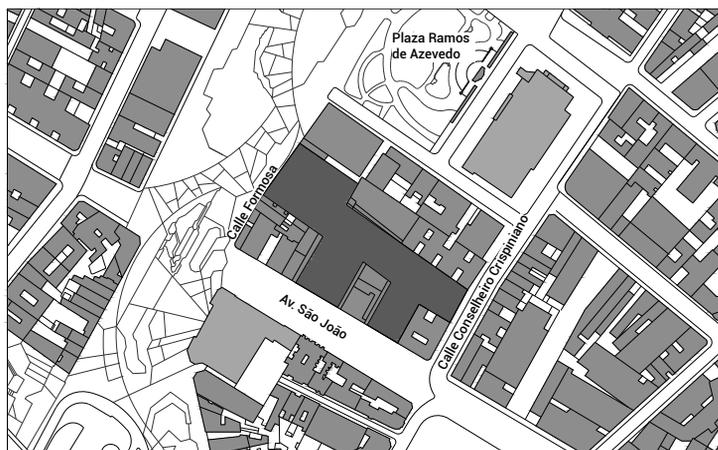 Plaza Ramos
de Azevedo
Calle Formosa
Av. São João
Calle Conselheiro Crispiniano